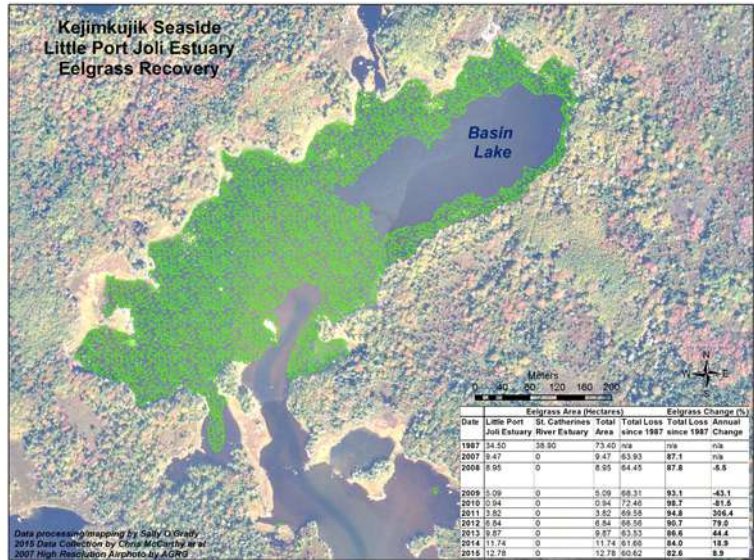 Kejimkujik Seaside
Little Port Joli Estuary
Eelgrass Recovery
Basin
Lake
N
W E
S
Meters
0 20 40 80 120 160 200
Eelgrass Area (Hectares) Eelgrass Change (%)
Date Little Port Joli Estuary St. Catherines River Estuary Total Area Total Loss since 1987 Total Loss since 1987 Annual Change
1987 34.50 38.90 73.40 n/a n/a n/a
2007 9.47 0 9.47 63.93 87.1 n/a
2008 8.95 0 8.95 64.45 87.8 -5.5
2009 5.09 0 5.09 68.31 93.1 -43.1
2010 0.94 0 0.94 72.46 98.7 -81.5
2011 3.82 0 3.82 69.58 94.8 306.4
2012 6.84 0 6.84 66.56 90.7 79.0
2013 9.87 0 9.87 63.53 86.6 44.4
2014 11.74 0 11.74 61.66 84.0 18.9
2015 12.78 0 12.78 60.62 82.6 8.9
Data processing/mapping by Sally O'Grady
2015 Data Collection by Chris McCarthy et al
2007 High Resolution Airphoto by AGRG